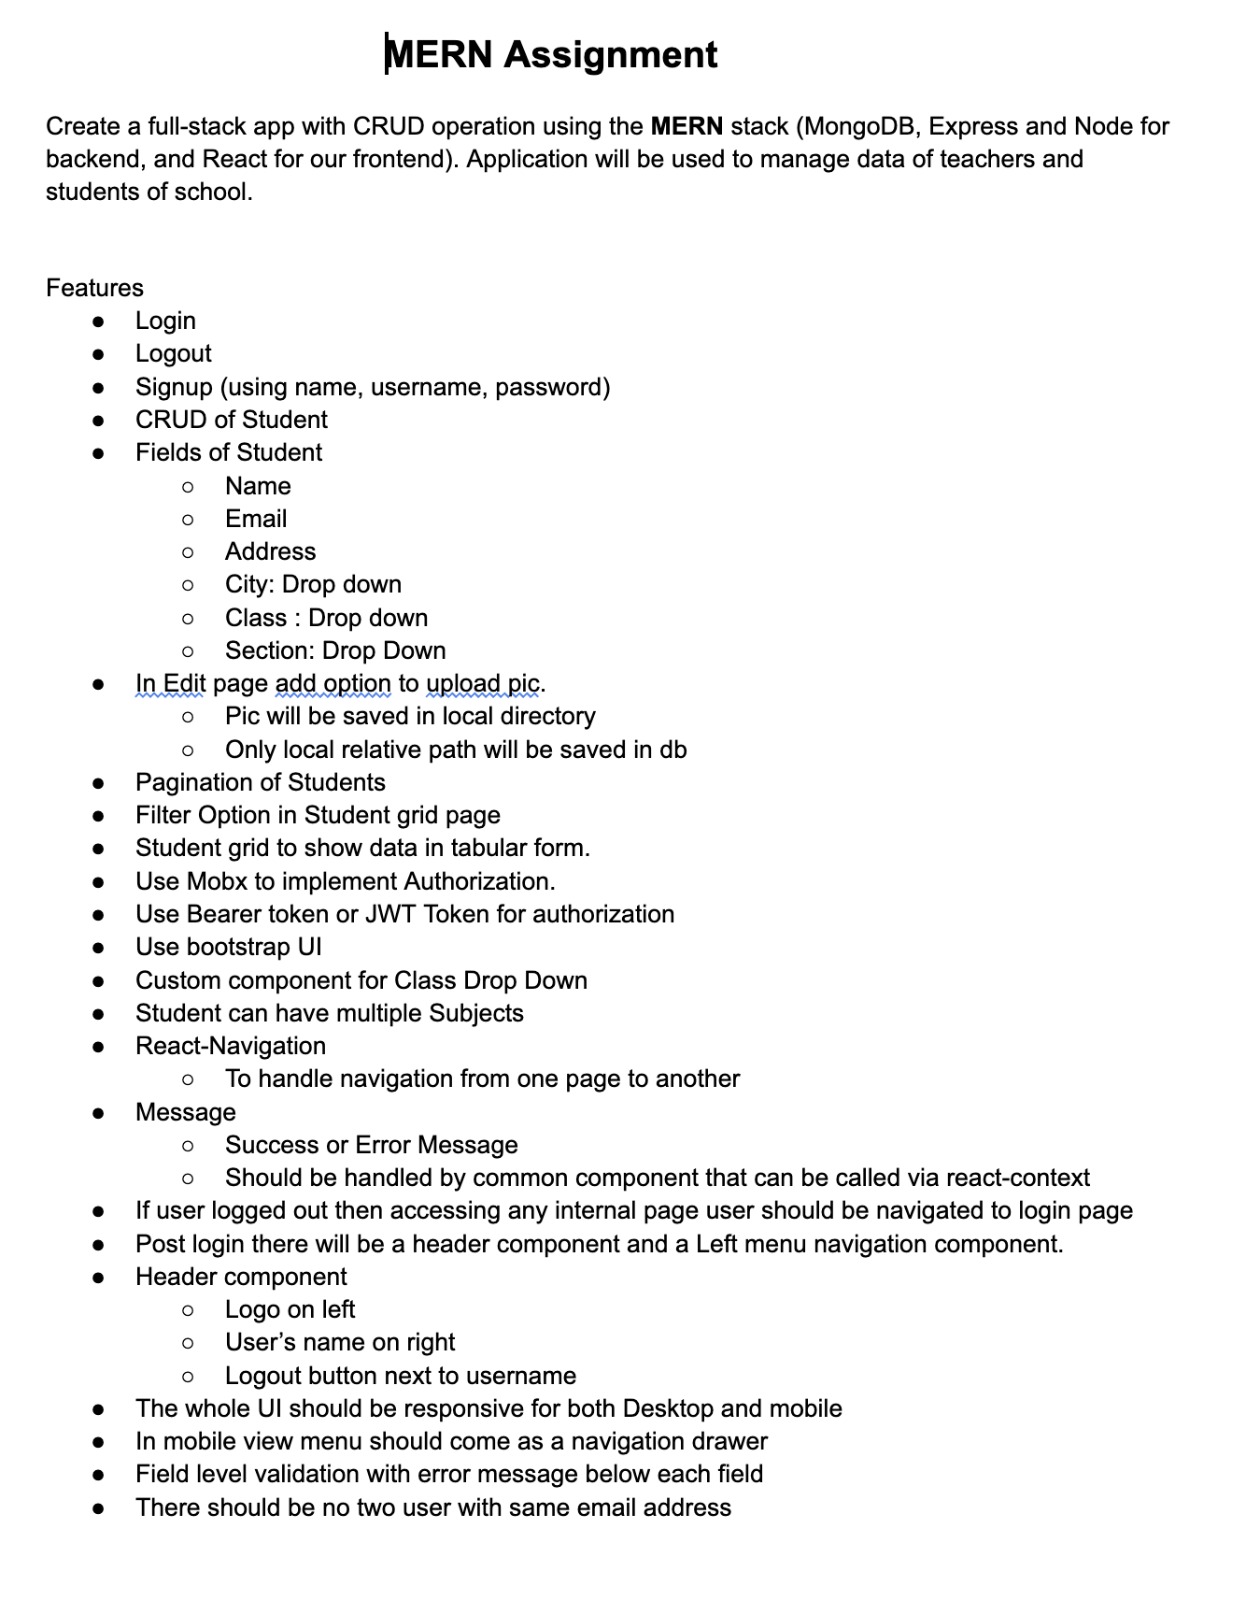 MERN Assignment
Create a full-stack app with CRUD operation using the MERN stack (MongoDB, Express and Node for
backend, and React for our frontend). Application will be used to manage data of teachers and
students of school.
Features
● Login
● Logout
● Signup (using name, username, password)
● CRUD of Student
● Fields of Student
○ Name
○ Email
○ Address
○ City: Drop down
○ Class : Drop down
○ Section: Drop Down
● In Edit page add option to upload pic.
○ Pic will be saved in local directory
○ Only local relative path will be saved in db
● Pagination of Students
● Filter Option in Student grid page
● Student grid to show data in tabular form.
● Use Mobx to implement Authorization.
● Use Bearer token or JWT Token for authorization
● Use bootstrap UI
● Custom component for Class Drop Down
● Student can have multiple Subjects
● React-Navigation
○ To handle navigation from one page to another
● Message
○ Success or Error Message
○ Should be handled by common component that can be called via react-context
● If user logged out then accessing any internal page user should be navigated to login page
● Post login there will be a header component and a Left menu navigation component.
● Header component
○ Logo on left
○ User’s name on right
○ Logout button next to username
● The whole UI should be responsive for both Desktop and mobile
● In mobile view menu should come as a navigation drawer
● Field level validation with error message below each field
● There should be no two user with same email address